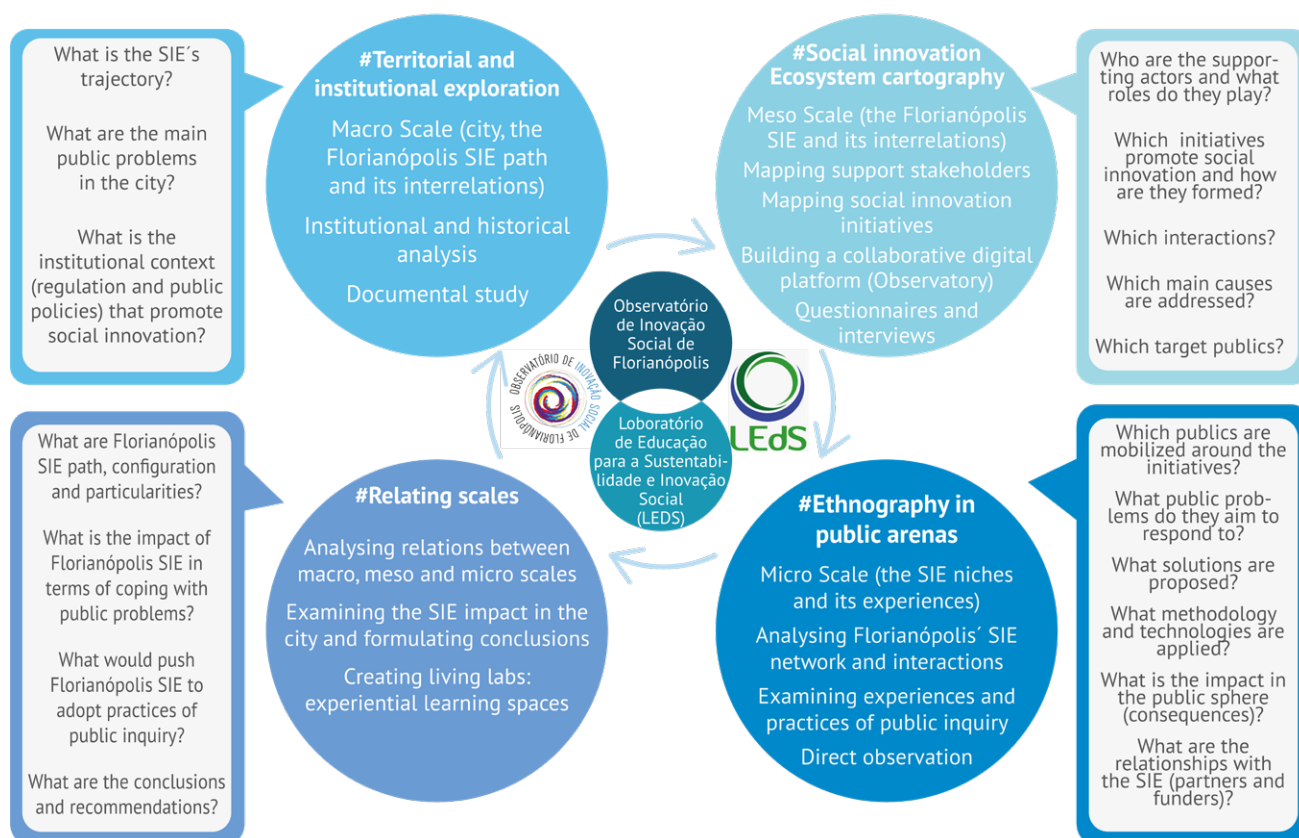 What is the SIE´s
trajectory?
What are the main
public problems
in the city?
What is the
institutional context
(regulation and public
policies) that promote
social innovation?
#Territorial and
institutional exploration
Macro Scale (city, the
Florianópolis SIE path
and its interrelations)
Institutional and historical
analysis
Documental study
#Social innovation
Ecosystem cartography
Meso Scale (the Florianópolis
SIE and its interrelations)
Mapping support stakeholders
Mapping social innovation
initiatives
Building a collaborative digital
platform (Observatory)
Questionnaires and
interviews
Who are the suppor-
ting actors and what
roles do they play?
Which initiatives
promote social
innovation and how
are they formed?
Which interactions?
Which main causes
are addressed?
Which target publics?
Observatório
de Inovação
Social de
Florianópolis
OBSERVATÓRIO DE INOVAÇÃO SOCIAL DE FLORIANÓPOLIS
LEdS
Loboratório
de Educação
para a Sustentabi-
lidade e Inovação
Social
(LEDS)
What are Florianópolis
SIE path, configuration
and particularities?
What is the impact of
Florianópolis SIE in
terms of coping with
public problems?
What would push
Florianópolis SIE to
adopt practices of
public inquiry?
What are the conclusions
and recommendations?
#Relating scales
Analysing relations between
macro, meso and micro scales
Examining the SIE impact in the
city and formulating conclusions
Creating living labs:
experiential learning spaces
#Ethnography in
public arenas
Micro Scale (the SIE niches
and its experiences)
Analysing Florianópolis´ SIE
network and interactions
Examining experiences and
practices of public inquiry
Direct observation
Which publics are
mobilized around the
initiatives?
What public prob-
lems do they aim to
respond to?
What solutions are
proposed?
What methodology
and technologies are
applied?
What is the impact in
the public sphere
(consequences)?
What are the
relationships with
the SIE (partners and
funders)?